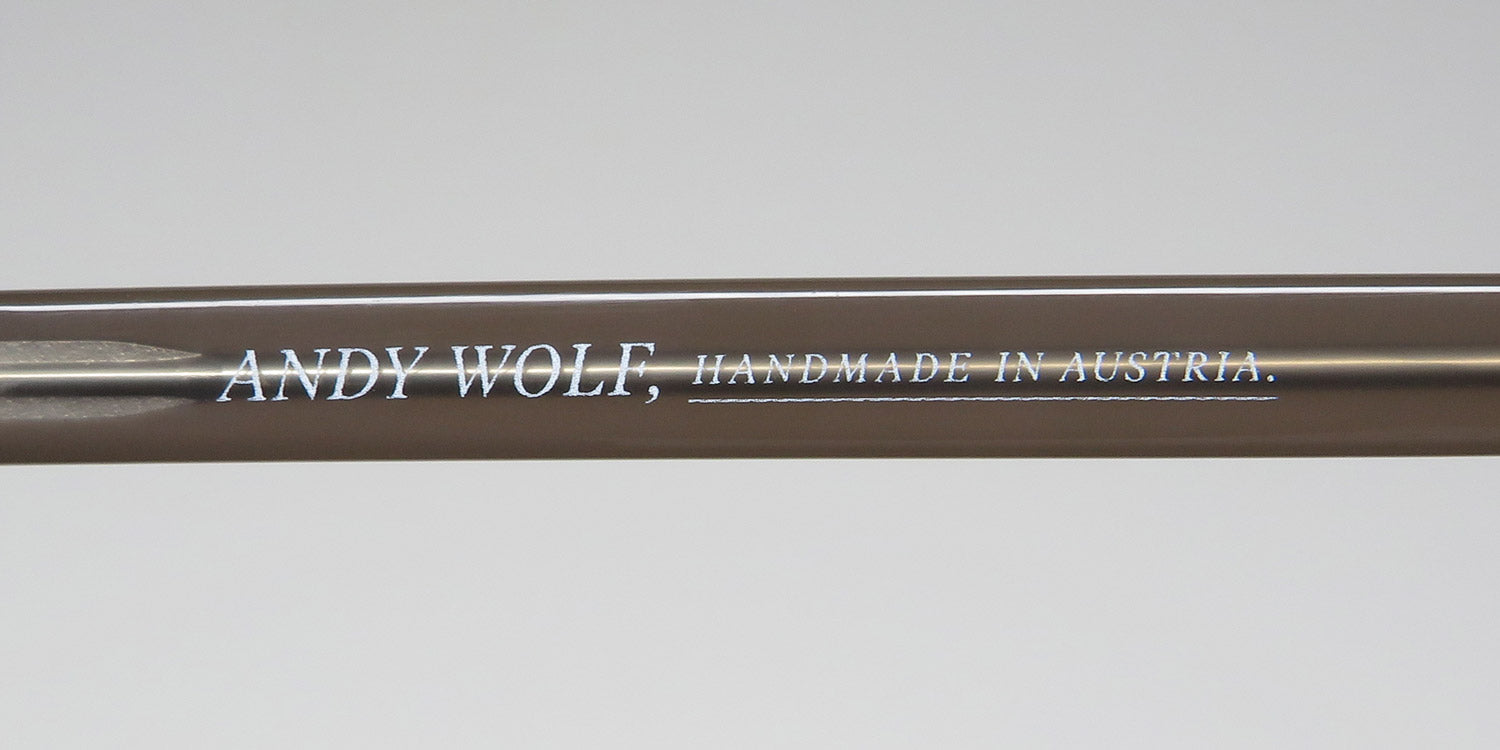 ANDY WOLF, HANDMADE IN AUSTRIA.